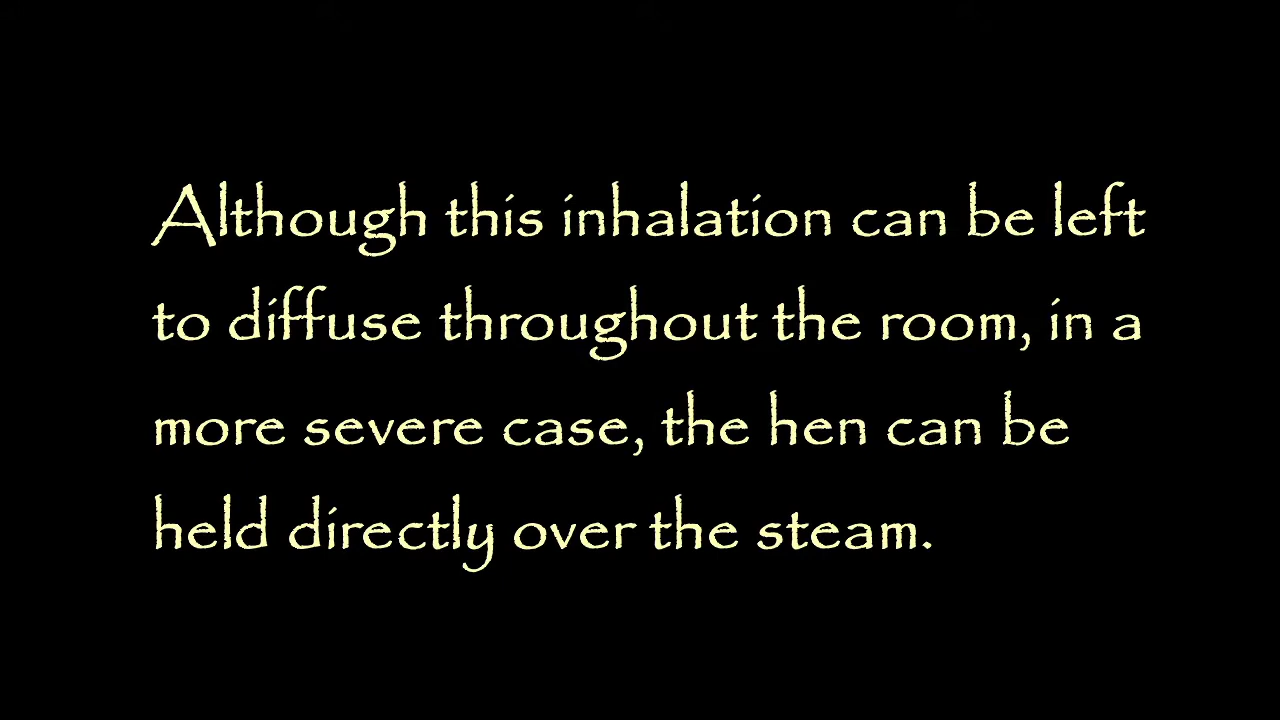 Although this inhalation can be left
to diffuse throughout the room, in a
more severe case, the hen can be
held directly over the steam.